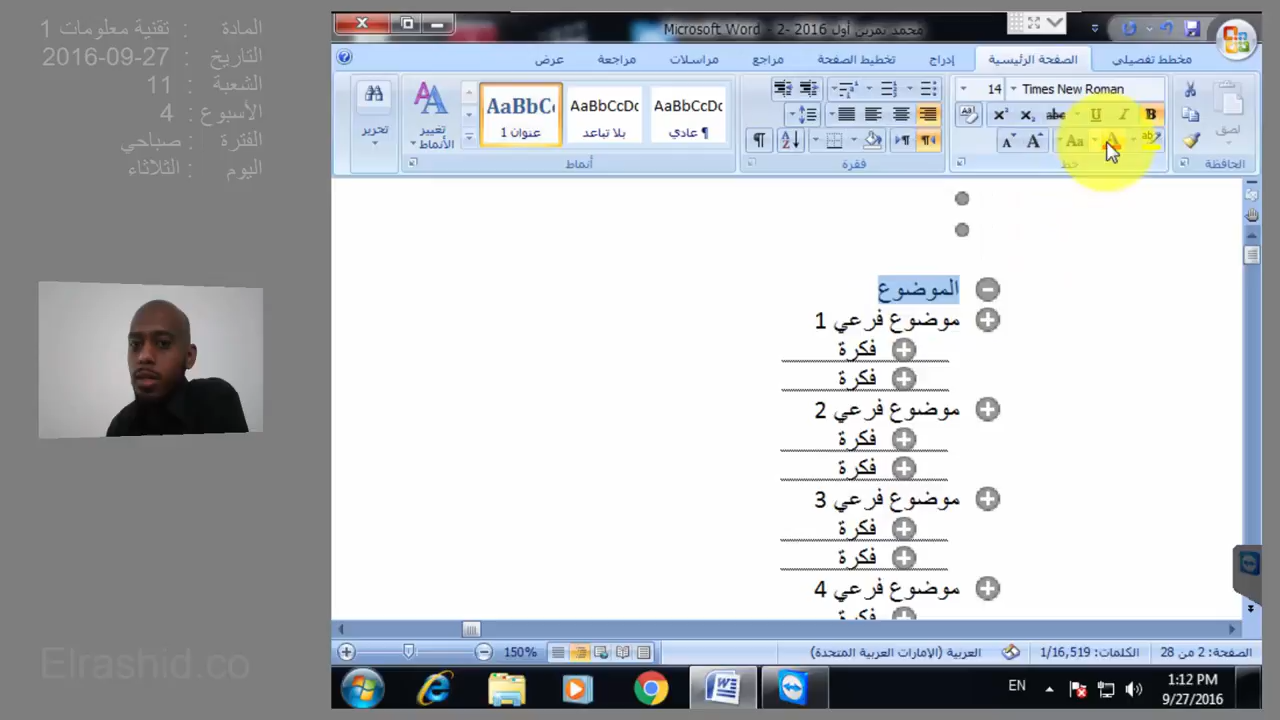 المادة : تقنية معلومات 1
التاريخ : 27-09-2016
الشعبة : 11
الأسبوع : 4
الفترة : صباحي
اليوم : الثلاثاء
Elrashid.co
محمد تمرين أول 2016 -2 - Microsoft Word
مخطط تفصيلي
الصفحة الرئيسية
إدراج
تخطيط الصفحة
مراجع
مراسلات
مراجعة
عرض
لصق
الحافظة
Times New Roman
14
خط
فقرة
AaBbCcDc
¶ عادي
AaBbCcDc
بلا تباعد
AaBbCc
عنوان 1
تغيير الأنماط
أنماط
تحرير
الموضوع
موضوع فرعي 1
فكرة
فكرة
موضوع فرعي 2
فكرة
فكرة
موضوع فرعي 3
فكرة
فكرة
موضوع فرعي 4
فكرة
الصفحة: 2 من 28
الكلمات: 1/16,519
العربية (الإمارات العربية المتحدة)
150%
EN
1:12 PM
9/27/2016